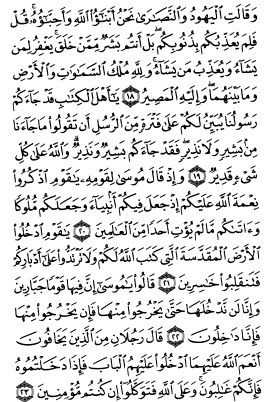 وَقَالَتِ ٱلْيَهُودُ وَٱلنَّصَـٰرَىٰ نَحْنُ أَبْنَـٰٓؤُا۟ ٱللَّهِ وَأَحِبَّـٰٓؤُهُۥ ۚ قُلْ
فَلِمَ يُعَذِّبُكُم بِذُنُوبِكُم ۖ بَلْ أَنتُم بَشَرٌ مِّمَّنْ خَلَقَ ۚ يَغْفِرُ لِمَن
يَشَآءُ وَيُعَذِّبُ مَن يَشَآءُ ۚ وَلِلَّهِ مُلْكُ ٱلسَّمَـٰوَٰتِ وَٱلْأَرْضِ
وَمَا بَيْنَهُمَا ۖ وَإِلَيْهِ ٱلْمَصِيرُ ١٨ يَـٰٓأَهْلَ ٱلْكِتَـٰبِ قَدْ جَآءَكُمْ
رَسُولُنَا يُبَيِّنُ لَكُمْ عَلَىٰ فَتْرَةٍ مِّنَ ٱلرُّسُلِ أَن تَقُولُوا۟ مَا جَآءَنَا
مِنۢ بَشِيرٍ وَلَا نَذِيرٍ ۖ فَقَدْ جَآءَكُم بَشِيرٌ وَنَذِيرٌ ۗ وَٱللَّهُ عَلَىٰ كُلِّ
شَىْءٍ قَدِيرٌ ١٩ وَإِذْ قَالَ مُوسَىٰ لِقَوْمِهِۦ يَـٰقَوْمِ ٱذْكُرُوا۟
نِعْمَةَ ٱللَّهِ عَلَيْكُمْ إِذْ جَعَلَ فِيكُمْ أَنۢبِيَآءَ وَجَعَلَكُم مُّلُوكًا
وَءَاتَىٰكُم مَّا لَمْ يُؤْتِ أَحَدًا مِّنَ ٱلْعَـٰلَمِينَ ٢٠ يَـٰقَوْمِ ٱدْخُلُوا۟
ٱلْأَرْضَ ٱلْمُقَدَّسَةَ ٱلَّتِى كَتَبَ ٱللَّهُ لَكُمْ وَلَا تَرْتَدُّوا۟ عَلَىٰٓ أَدْبَارِكُمْ
فَتَنقَلِبُوا۟ خَـٰسِرِينَ ٢١ قَالُوا۟ يَـٰمُوسَىٰٓ إِنَّ فِيهَا قَوْمًا جَبَّارِينَ
وَإِنَّا لَن نَّدْخُلَهَا حَتَّىٰ يَخْرُجُوا۟ مِنْهَا فَإِن يَخْرُجُوا۟ مِنْهَا
فَإِنَّا دَٰخِلُونَ ٢٢ قَالَ رَجُلَانِ مِنَ ٱلَّذِينَ يَخَافُونَ
أَنْعَمَ ٱللَّهُ عَلَيْهِمَا ٱدْخُلُوا۟ عَلَيْهِمُ ٱلْبَابَ فَإِذَا دَخَلْتُمُوهُ
فَإِنَّكُمْ غَـٰلِبُونَ ۚ وَعَلَى ٱللَّهِ فَتَوَكَّلُوٓا۟ إِن كُنتُم مُّؤْمِنِينَ ٢٣